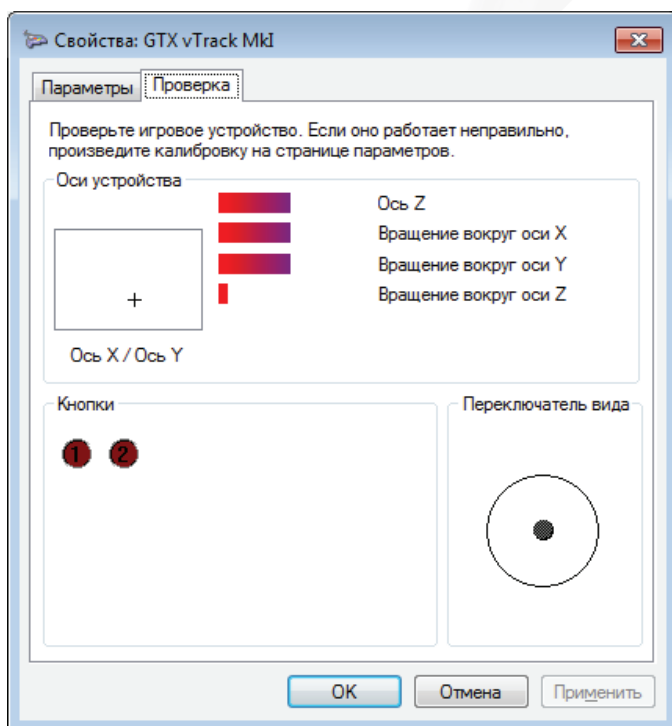 Свойства: GTX vTrack MkI
Параметры
Проверка
Проверьте игровое устройство. Если оно работает неправильно,
произведите калибровку на странице параметров.
Оси устройства
Ось Z
Вращение вокруг оси X
Вращение вокруг оси Y
Вращение вокруг оси Z
Ось X / Ось Y
Кнопки
1 2
Переключатель вида
OK
Отмена
Применить